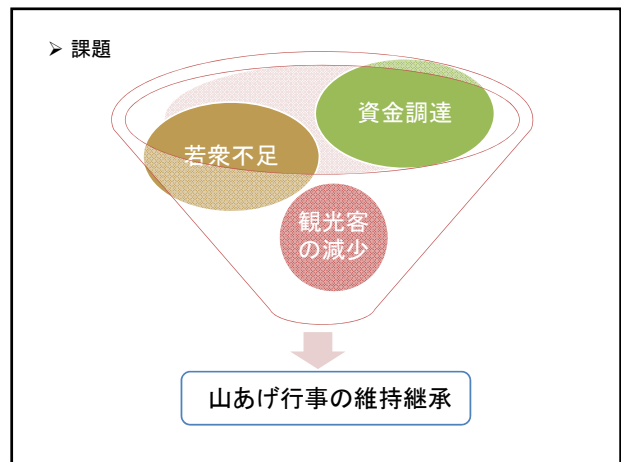 ➢ 課題
資金調達
若衆不足
観光客
の減少
山あげ行事の維持継承